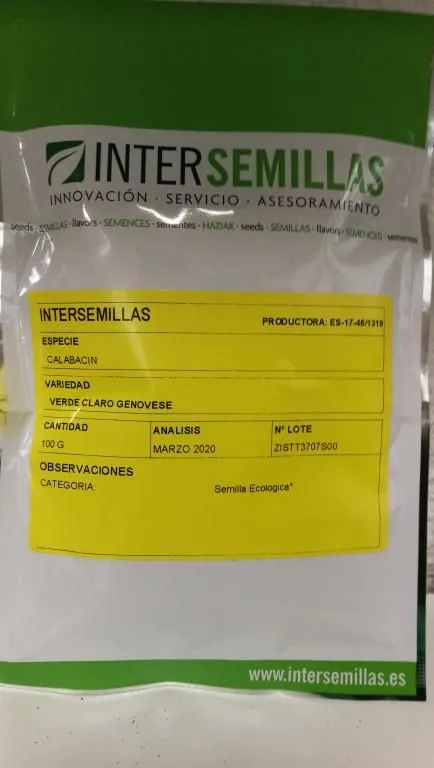 INTERSEMILLAS
INNOVACIÓN · SERVICIO · ASESORAMIENTO
seeds · SEMILLAS · llavors · SEMENCES · sementes · HAZIAK · seeds · SEMILLAS · llavors · SEMENCES · sementes
INTERSEMILLAS
PRODUCTORA: ES-17-46/1319
ESPECIE
CALABACIN
VARIEDAD
VERDE CLARO GENOVESE
CANTIDAD ANALISIS Nº LOTE
100 G MARZO 2020 ZISTT3707S00
OBSERVACIONES
CATEGORIA: Semilla Ecologica^
www.intersemillas.es